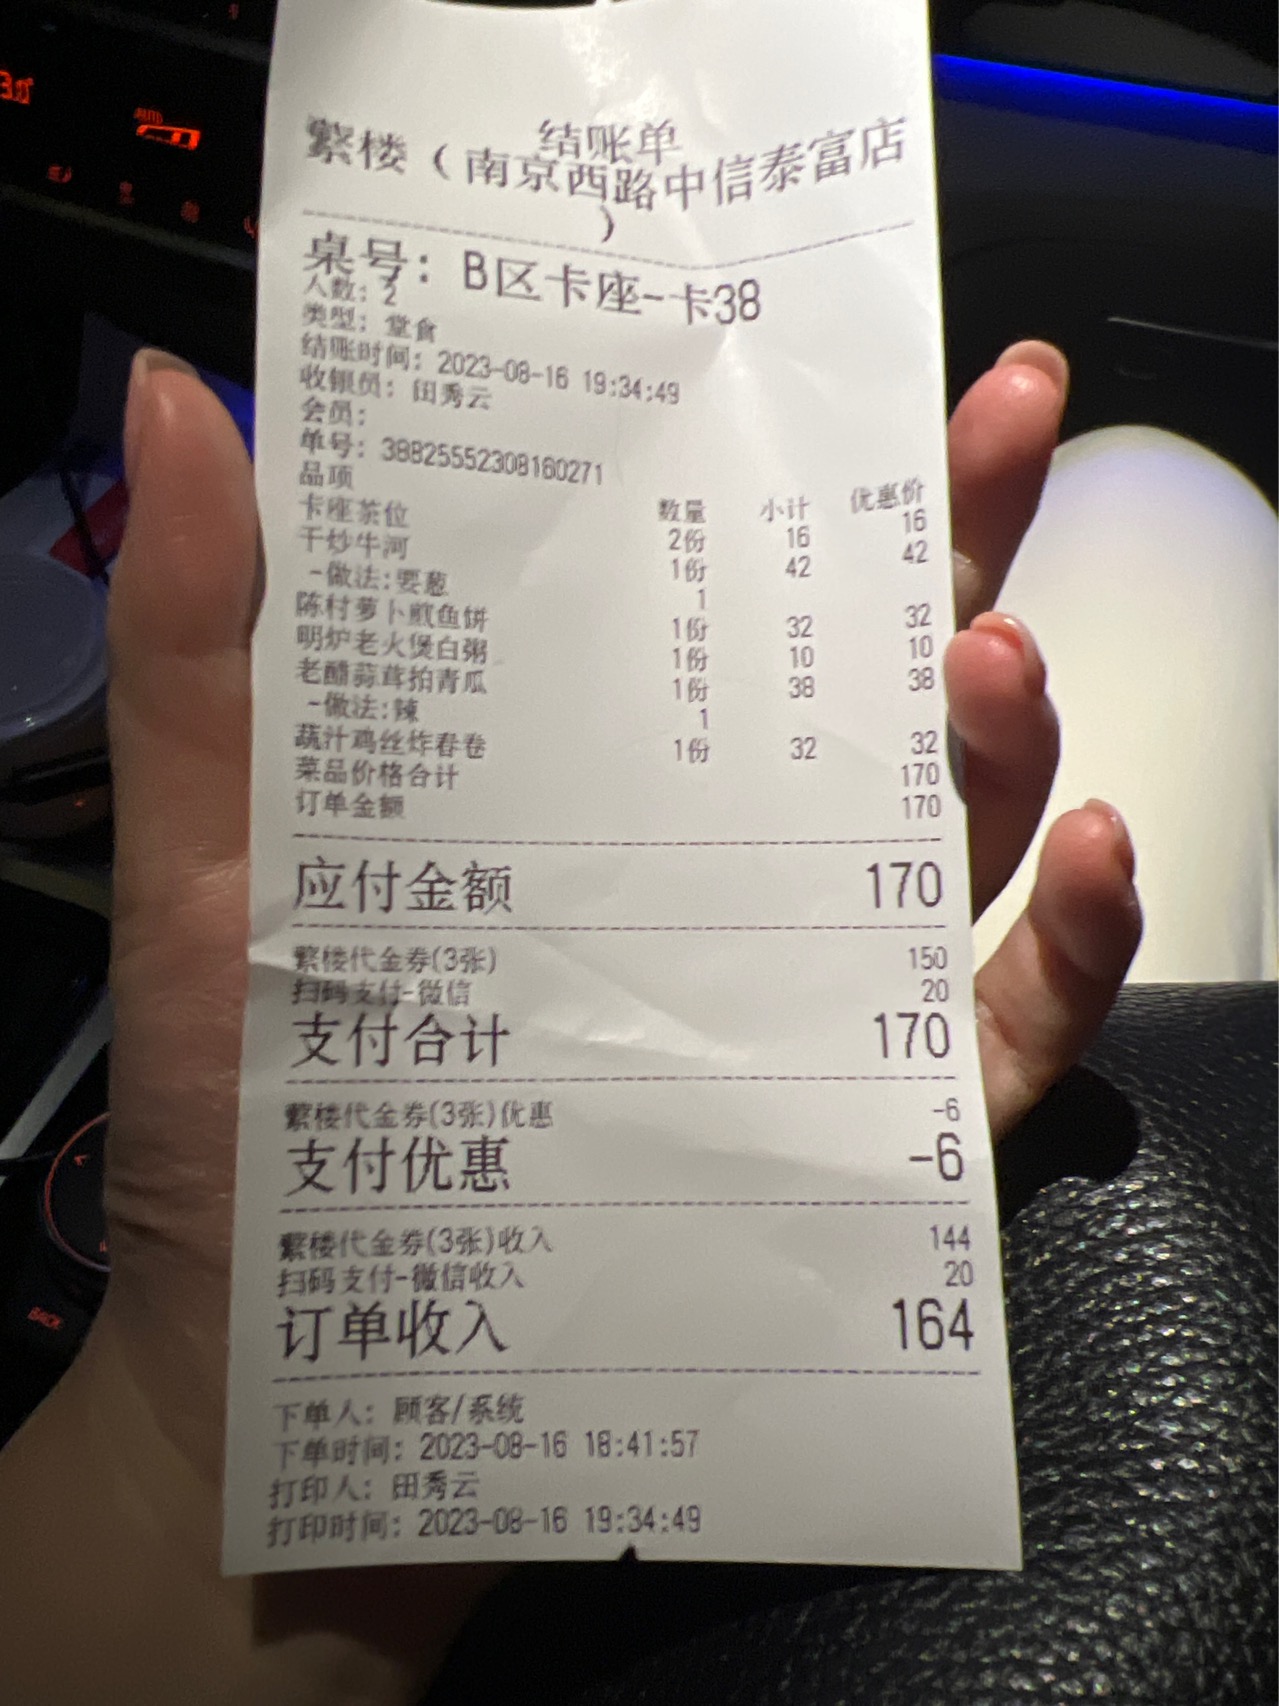 结账单
繁楼（南京西路中信泰富店
）
桌号：B区卡座-卡38
人数：2
类型：堂食
结账时间：2023-08-16 19:34:49
收银员：田秀云
会员：
单号：38825552308160271
品项 数量 小计 优惠价
卡座茶位 2份 16 16
干炒牛河 1份 42 42
-做法:要葱 1
陈村萝卜煎鱼饼 1份 32 32
明炉老火煲白粥 1份 10 10
老醋蒜茸拍青瓜 1份 38 38
-做法:辣 1
蔬汁鸡丝炸春卷 1份 32 32
菜品价格合计 170
订单金额 170
应付金额 170
繁楼代金券(3张) 150
扫码支付-微信 20
支付合计 170
繁楼代金券(3张)优惠 -6
支付优惠 -6
繁楼代金券(3张)收入 144
扫码支付-微信收入 20
订单收入 164
下单人：顾客/系统
下单时间：2023-08-16 18:41:57
打印人：田秀云
打印时间：2023-08-16 19:34:49
AUTO
BACK